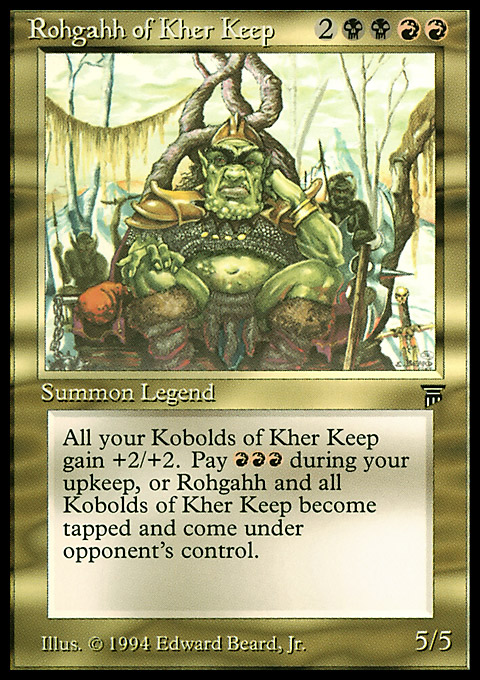 Rohgahh of Kher Keep 2
Summon Legend
All your Kobolds of Kher Keep
gain +2/+2. Pay during your
upkeep, or Rohgahh and all
Kobolds of Kher Keep become
tapped and come under
opponent's control.
Illus. © 1994 Edward Beard, Jr. 5/5